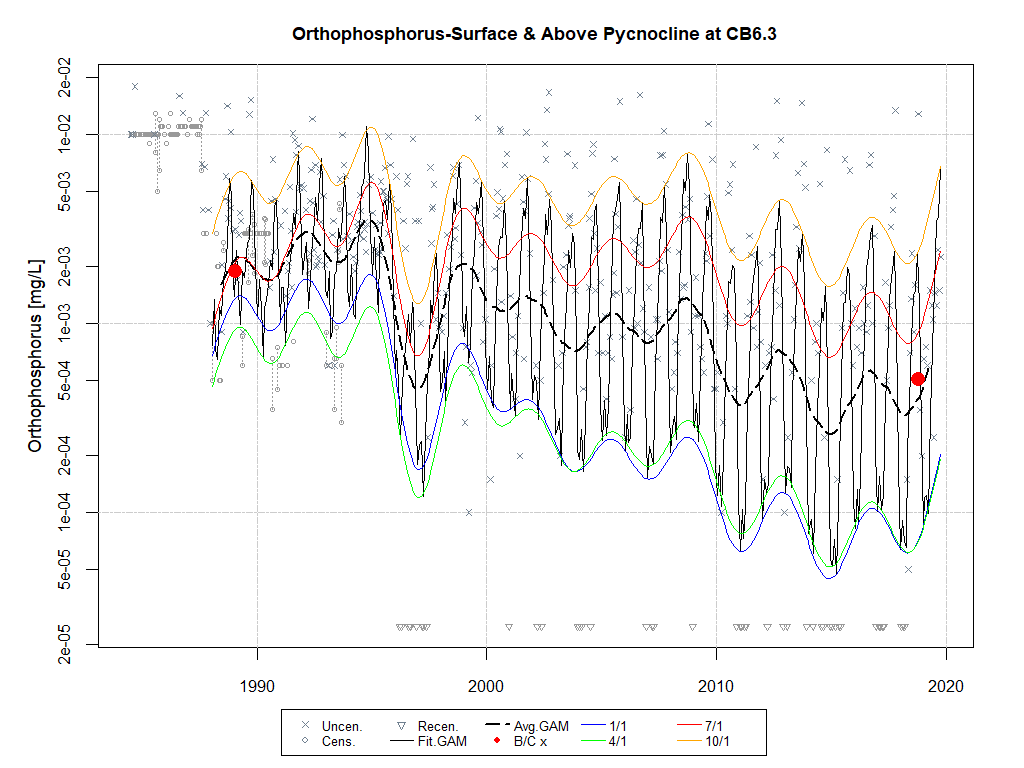 Orthophosphorus-Surface & Above Pycnocline at CB6.3
Orthophosphorus [mg/L]
2e-02
1e-02
5e-03
2e-03
1e-03
5e-04
2e-04
1e-04
5e-05
2e-05
1990 2000 2010 2020
Uncen. Recen. Avg.GAM 1/1 7/1
Cens. Fit.GAM B/C x 4/1 10/1